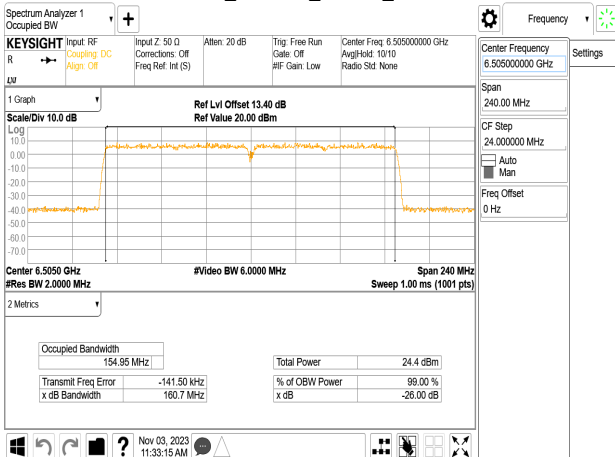 Spectrum Analyzer 1
Occupied BW
Frequency
KEYSIGHT
R
LXI
Input: RF
Coupling: DC
Align: Off
Input Z: 50 Ω
Corrections: Off
Freq Ref: Int (S)
Atten: 20 dB
Trig: Free Run
Gate: Off
#IF Gain: Low
Center Freq: 6.505000000 GHz
Avg|Hold: 10/10
Radio Std: None
Center Frequency
6.505000000 GHz
Settings
Span
240.00 MHz
CF Step
24.000000 MHz
Auto
Man
Freq Offset
0 Hz
1 Graph
Ref Lvl Offset 13.40 dB
Scale/Div 10.0 dB
Ref Value 20.00 dBm
Log
10.0
0.00
-10.0
-20.0
-30.0
-40.0
-50.0
-60.0
-70.0
Center 6.5050 GHz
#Video BW 6.0000 MHz
Span 240 MHz
#Res BW 2.0000 MHz
Sweep 1.00 ms (1001 pts)
2 Metrics
Occupied Bandwidth
154.95 MHz
Total Power 24.4 dBm
Transmit Freq Error -141.50 kHz
% of OBW Power 99.00 %
x dB Bandwidth 160.7 MHz
x dB -26.00 dB
?
Nov 03, 2023
11:33:15 AM